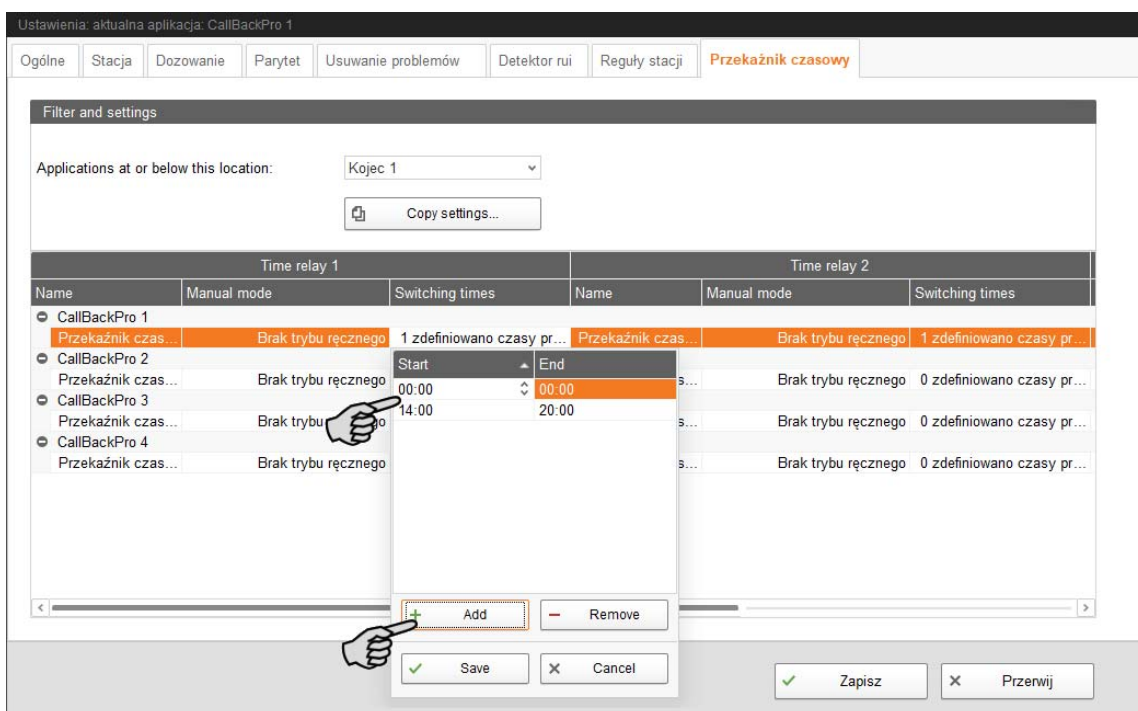 Ustawienia: aktualna aplikacja: CallBackPro 1
Ogólne Stacja Dozowanie Parytet Usuwanie problemów Detektor rui Reguły stacji Przekaźnik czasowy
Filter and settings
Applications at or below this location: Kojec 1
Copy settings...
Time relay 1 Time relay 2
Name Manual mode Switching times Name Manual mode Switching times
CallBackPro 1
Przekaźnik czas... Brak trybu ręcznego 1 zdefiniowano czasy pr... Przekaźnik czas... Brak trybu ręcznego 1 zdefiniowano czasy pr...
CallBackPro 2
Przekaźnik czas... Brak trybu ręcznego s... Brak trybu ręcznego 0 zdefiniowano czasy pr...
CallBackPro 3
Przekaźnik czas... Brak trybu s... Brak trybu ręcznego 0 zdefiniowano czasy pr...
CallBackPro 4
Przekaźnik czas... Brak trybu ręcznego s... Brak trybu ręcznego 0 zdefiniowano czasy pr...
Start End
00:00 00:00
14:00 20:00
Add Remove
Save Cancel
Zapisz Przerwij